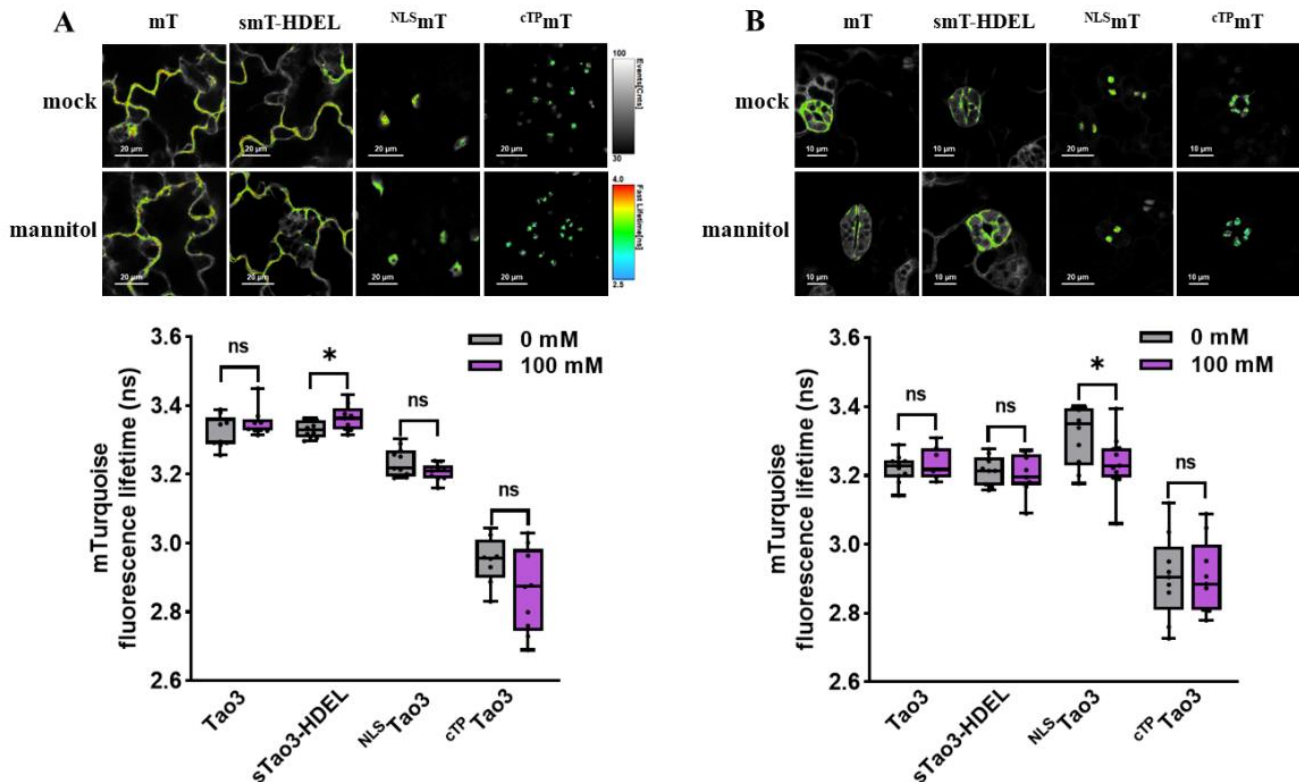 A
mT smT-HDEL NLSmT cTPmT
mock
20 µm 20 µm 20 µm 20 µm
100
Events[Cnts]
30
mannitol
20 µm 20 µm 20 µm 20 µm
4.0
Fast Lifetime[ns]
2.5
mTurquoise
fluorescence lifetime (ns)
3.6
3.4
3.2
3.0
2.8
2.6
0 mM
100 mM
ns * ns ns
Tao3 sTao3-HDEL NLSTao3 cTPTao3
B
mT smT-HDEL NLSmT cTPmT
mock
10 µm 10 µm 20 µm 10 µm
mannitol
10 µm 10 µm 20 µm 10 µm
mTurquoise
fluorescence lifetime (ns)
3.6
3.4
3.2
3.0
2.8
2.6
0 mM
100 mM
ns ns * ns
Tao3 sTao3-HDEL NLSTao3 cTPTao3